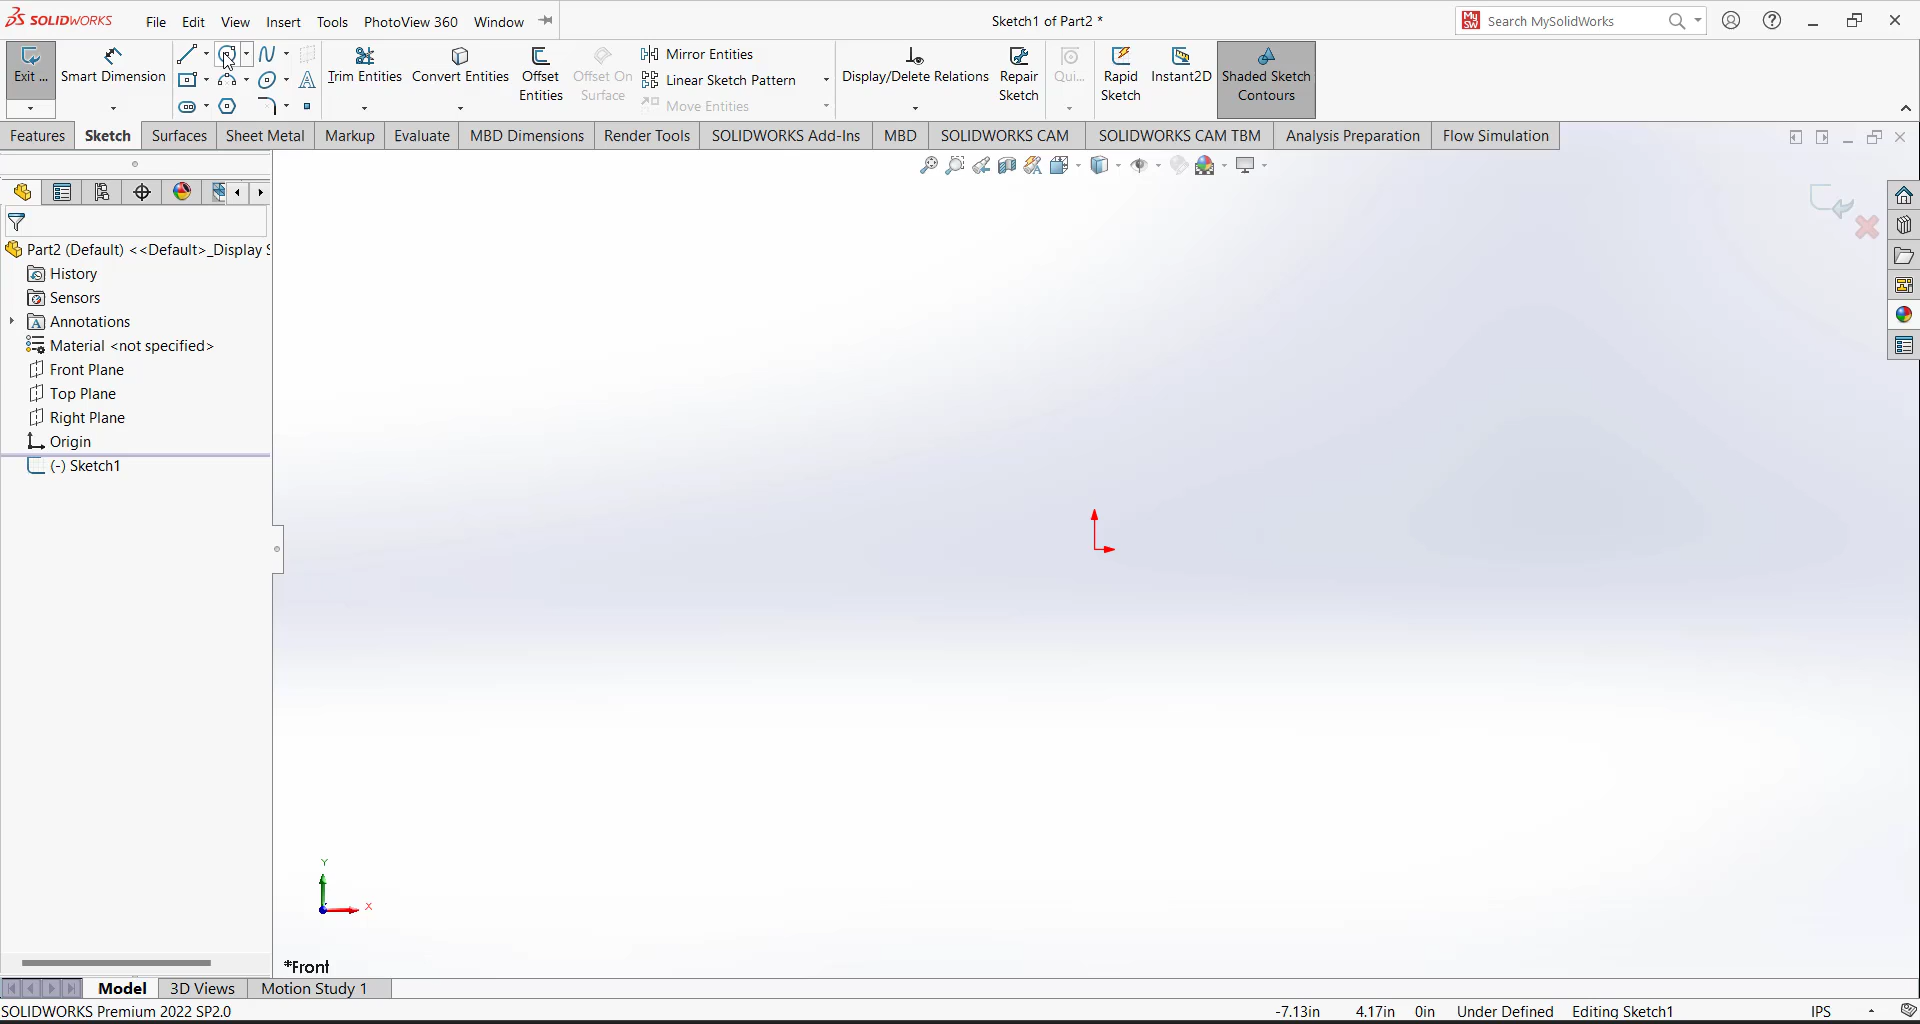 SOLIDWORKS File Edit View Insert Tools PhotoView 360 Window Sketch1 of Part2 * Search MySolidWorks
Exit ... Smart Dimension Trim Entities Convert Entities Offset Entities Offset On Surface Mirror Entities Display/Delete Relations Repair Sketch Qui... Rapid Sketch Instant2D Shaded Sketch Contours
Linear Sketch Pattern
Move Entities
Features Sketch Surfaces Sheet Metal Markup Evaluate MBD Dimensions Render Tools SOLIDWORKS Add-Ins MBD SOLIDWORKS CAM SOLIDWORKS CAM TBM Analysis Preparation Flow Simulation
Part2 (Default) <<Default>_Display S
History
Sensors
Annotations
Material <not specified>
Front Plane
Top Plane
Right Plane
Origin
(-) Sketch1
Y
X
*Front
Model 3D Views Motion Study 1
SOLIDWORKS Premium 2022 SP2.0 -7.13in 4.17in 0in Under Defined Editing Sketch1 IPS